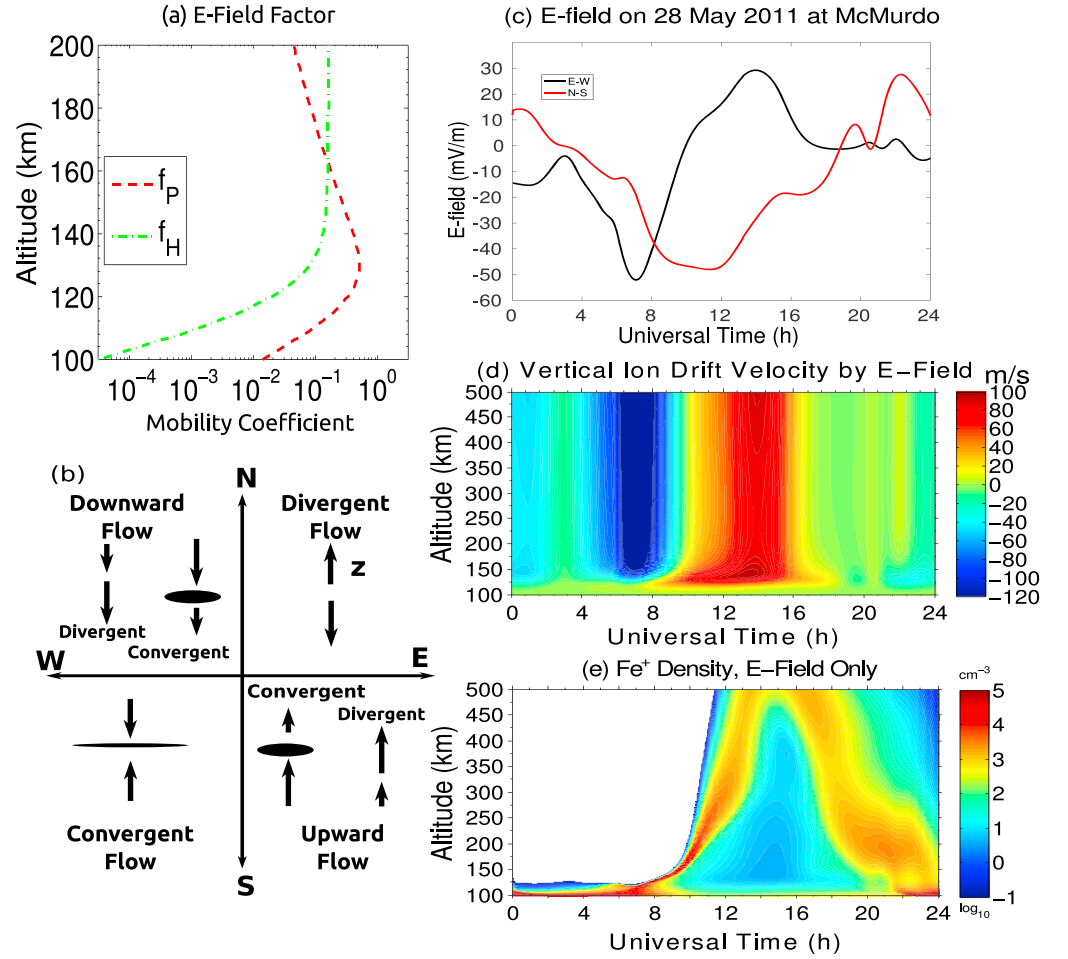 (a) E-Field Factor
200
180
160
140
120
100
Altitude (km)
f_P
f_H
10^-4 10^-3 10^-2 10^-1 10^0
Mobility Coefficient
(b)
N
Downward Flow
Divergent Flow
z
Divergent
Convergent
W
E
Convergent
Divergent
Convergent Flow
Upward Flow
S
(c) E-field on 28 May 2011 at McMurdo
30
20
10
0
-10
-20
-30
-40
-50
-60
E-field (mV/m)
E-W
N-S
0 4 8 12 16 20 24
Universal Time (h)
(d) Vertical Ion Drift Velocity by E-Field
m/s
500
450
400
350
300
250
200
150
100
Altitude (km)
0 4 8 12 16 20 24
Universal Time (h)
100
80
60
40
20
0
-20
-40
-60
-80
-100
-120
(e) Fe⁺ Density, E-Field Only
cm⁻³
500
450
400
350
300
250
200
150
100
Altitude (km)
0 4 8 12 16 20 24
Universal Time (h)
5
4
3
2
1
0
-1
log₁₀